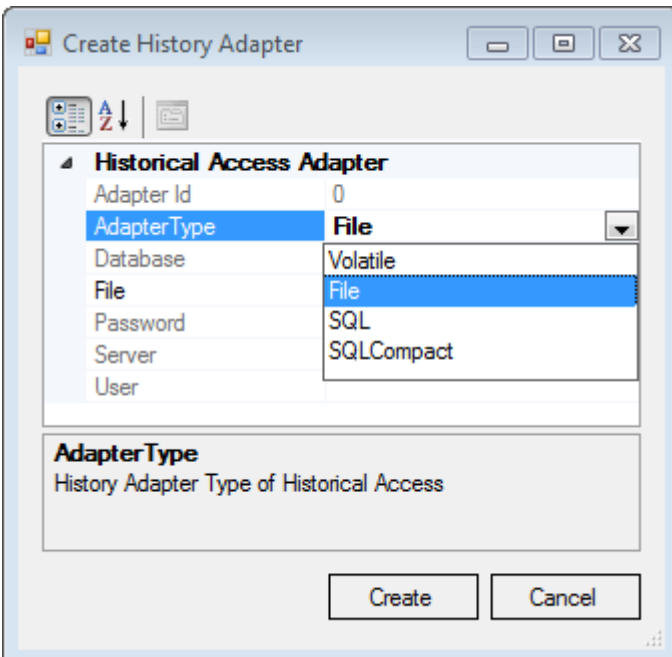 Create History Adapter
A
Z
Historical Access Adapter
Adapter Id 0
AdapterType File
Database Volatile
File File
Password SQL
Server SQLCompact
User
AdapterType
History Adapter Type of Historical Access
Create Cancel